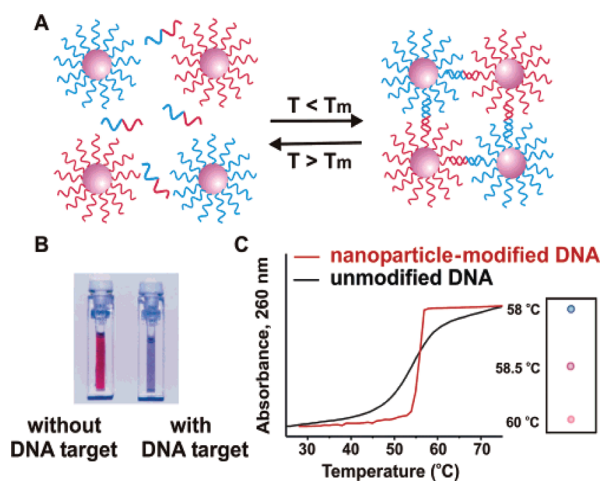 A
T < Tm
T > Tm
B
without
DNA target
with
DNA target
C
nanoparticle-modified DNA
unmodified DNA
Absorbance, 260 nm
30
40
50
60
70
Temperature (°C)
58 °C
58.5 °C
60 °C